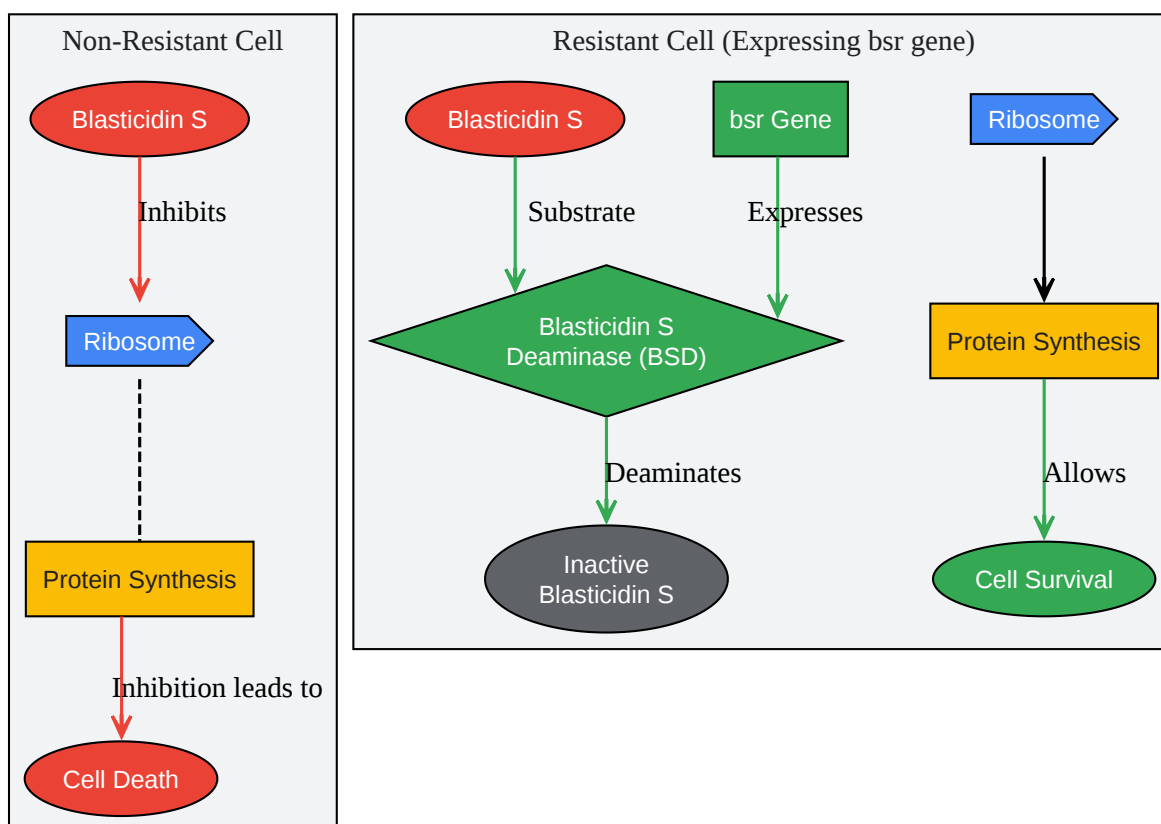 Non-Resistant Cell
Blasticidin S
Inhibits
Ribosome
Protein Synthesis
Inhibition leads to
Cell Death
Resistant Cell (Expressing bsr gene)
Blasticidin S
bsr Gene
Ribosome
Substrate
Expresses
Blasticidin S
Deaminase (BSD)
Protein Synthesis
Deaminates
Allows
Inactive
Blasticidin S
Cell Survival